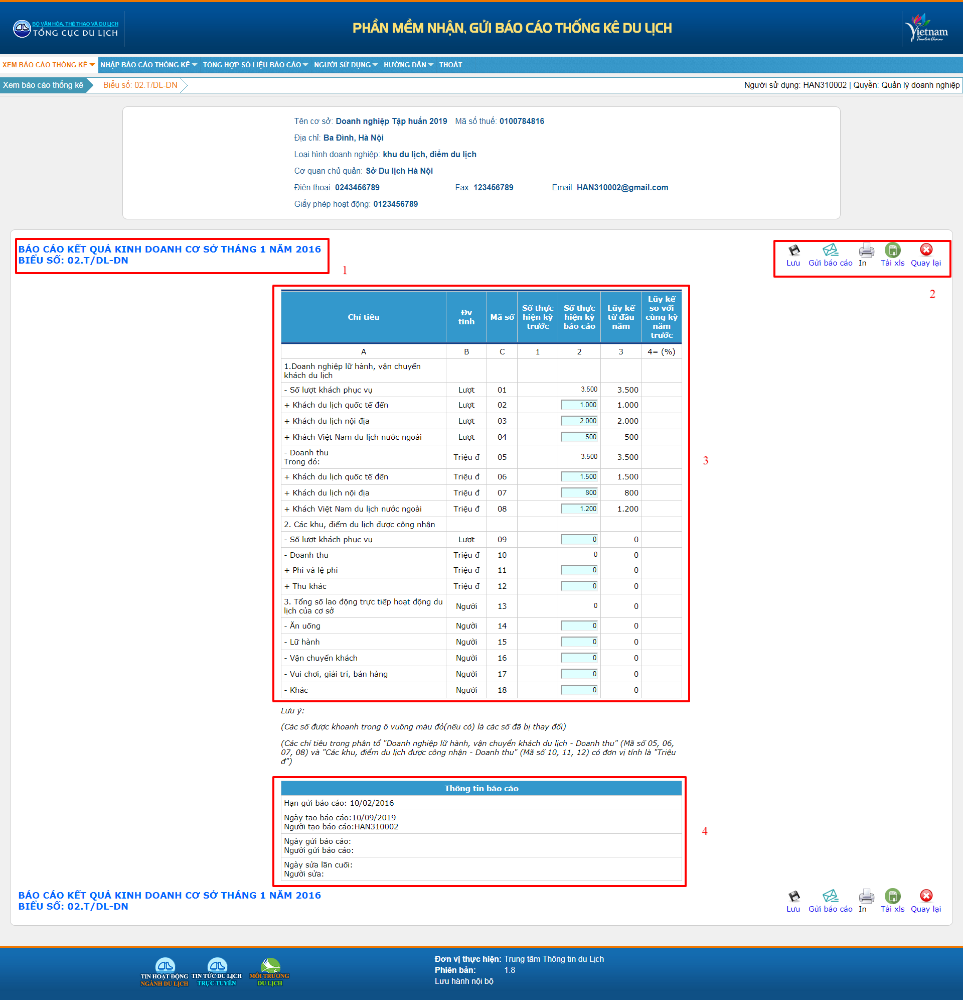 BỘ VĂN HÓA, THỂ THAO VÀ DU LỊCH
TỔNG CỤC DU LỊCH
PHẦN MỀM NHẬN, GỬI BÁO CÁO THỐNG KÊ DU LỊCH
Vietnam
Timeless Charm
XEM BÁO CÁO THỐNG KÊ NHẬP BÁO CÁO THỐNG KÊ TỔNG HỢP SỐ LIỆU BÁO CÁO NGƯỜI SỬ DỤNG HƯỚNG DẪN THOÁT
Xem báo cáo thống kê Biểu số: 02.T/DL-DN Người sử dụng: HAN310002 | Quyền: Quản lý doanh nghiệp
Tên cơ sở: Doanh nghiệp Tập huấn 2019 Mã số thuế: 0100784816
Địa chỉ: Ba Đình, Hà Nội
Loại hình doanh nghiệp: khu du lịch, điểm du lịch
Cơ quan chủ quản: Sở Du lịch Hà Nội
Điện thoại: 0243456789 Fax: 123456789 Email: HAN310002@gmail.com
Giấy phép hoạt động: 0123456789
BÁO CÁO KẾT QUẢ KINH DOANH CƠ SỞ THÁNG 1 NĂM 2016
BIỂU SỐ: 02.T/DL-DN
1
Lưu Gửi báo cáo In Tải xls Quay lại
2
Chỉ tiêu
Đv
tính
Mã số
Số thực
hiện kỳ
trước
Số thực
hiện kỳ
báo cáo
Lũy kế
từ đầu
năm
Lũy kế
so với
cùng kỳ
năm
trước
A B C 1 2 3 4= (%)
1.Doanh nghiệp lữ hành, vận chuyển
khách du lịch
- Số lượt khách phục vụ Lượt 01 3.500 3.500
+ Khách du lịch quốc tế đến Lượt 02 1.000 1.000
+ Khách du lịch nội địa Lượt 03 2.000 2.000
+ Khách Việt Nam du lịch nước ngoài Lượt 04 500 500
- Doanh thu
Trong đó: Triệu đ 05 3.500 3.500
3
+ Khách du lịch quốc tế đến Triệu đ 06 1.500 1.500
+ Khách du lịch nội địa Triệu đ 07 800 800
+ Khách Việt Nam du lịch nước ngoài Triệu đ 08 1.200 1.200
2. Các khu, điểm du lịch được công nhận
- Số lượt khách phục vụ Lượt 09 0 0
- Doanh thu Triệu đ 10 0 0
+ Phí và lệ phí Triệu đ 11 0 0
+ Thu khác Triệu đ 12 0 0
3. Tổng số lao động trực tiếp hoạt động du
lịch của cơ sở Người 13 0 0
- Ăn uống Người 14 0 0
- Lữ hành Người 15 0 0
- Vận chuyển khách Người 16 0 0
- Vui chơi, giải trí, bán hàng Người 17 0 0
- Khác Người 18 0 0
Lưu ý:
(Các số được khoanh trong ô vuông màu đỏ(nếu có) là các số đã bị thay đổi)
(Các chỉ tiêu trong phân tổ "Doanh nghiệp lữ hành, vận chuyển khách du lịch - Doanh thu" (Mã số 05, 06,
07, 08) và "Các khu, điểm du lịch được công nhận - Doanh thu" (Mã số 10, 11, 12) có đơn vị tính là "Triệu
đ")
Thông tin báo cáo
Hạn gửi báo cáo: 10/02/2016
Ngày tạo báo cáo:10/09/2019
Người tạo báo cáo:HAN310002
4
Ngày gửi báo cáo:
Người gửi báo cáo:
Ngày sửa lần cuối:
Người sửa:
BÁO CÁO KẾT QUẢ KINH DOANH CƠ SỞ THÁNG 1 NĂM 2016
BIỂU SỐ: 02.T/DL-DN
Lưu Gửi báo cáo In Tải xls Quay lại
TIN HOẠT ĐỘNG
NGÀNH DU LỊCH
TIN TỨC DU LỊCH
TRỰC TUYẾN
MÔI TRƯỜNG
DU LỊCH
Đơn vị thực hiện: Trung tâm Thông tin du Lịch
Phiên bản: 1.8
Lưu hành nội bộ